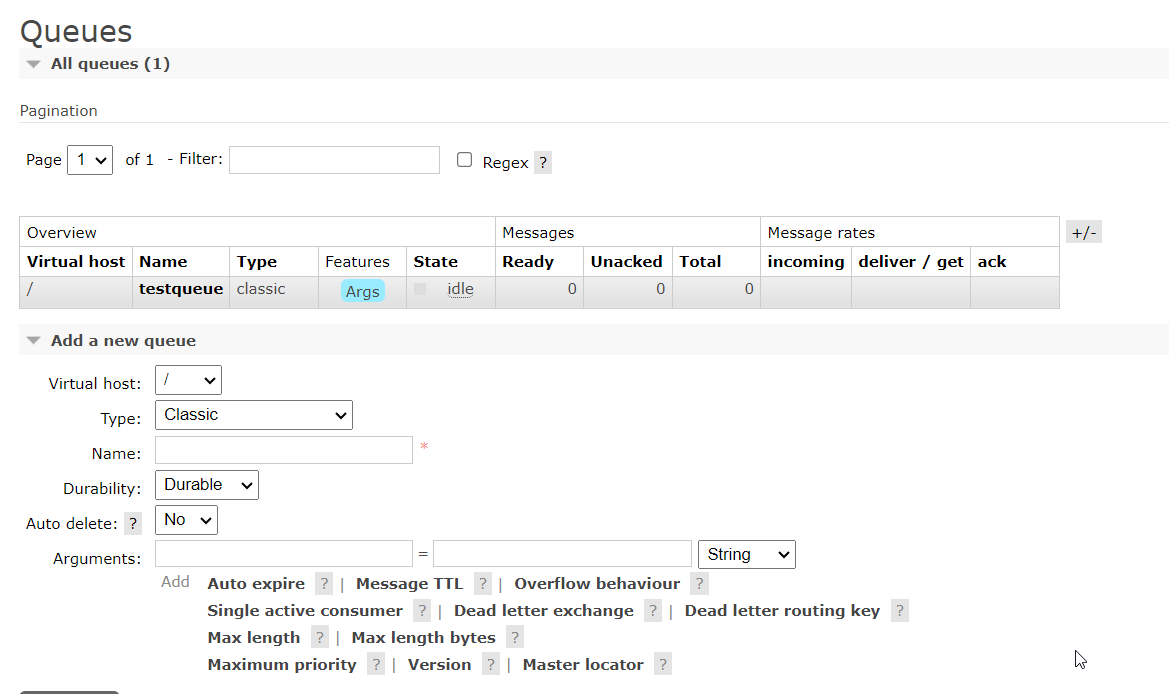 Queues
All queues (1)
Pagination
Page 1 of 1 - Filter: Regex ?
Overview Messages Message rates +/-
Virtual host Name Type Features State Ready Unacked Total incoming deliver / get ack
/ testqueue classic Args idle 0 0 0
Add a new queue
Virtual host: /
Type: Classic
Name: *
Durability: Durable
Auto delete: ? No
Arguments: = String
Add Auto expire ? | Message TTL ? | Overflow behaviour ?
Single active consumer ? | Dead letter exchange ? | Dead letter routing key ?
Max length ? | Max length bytes ?
Maximum priority ? | Version ? | Master locator ?